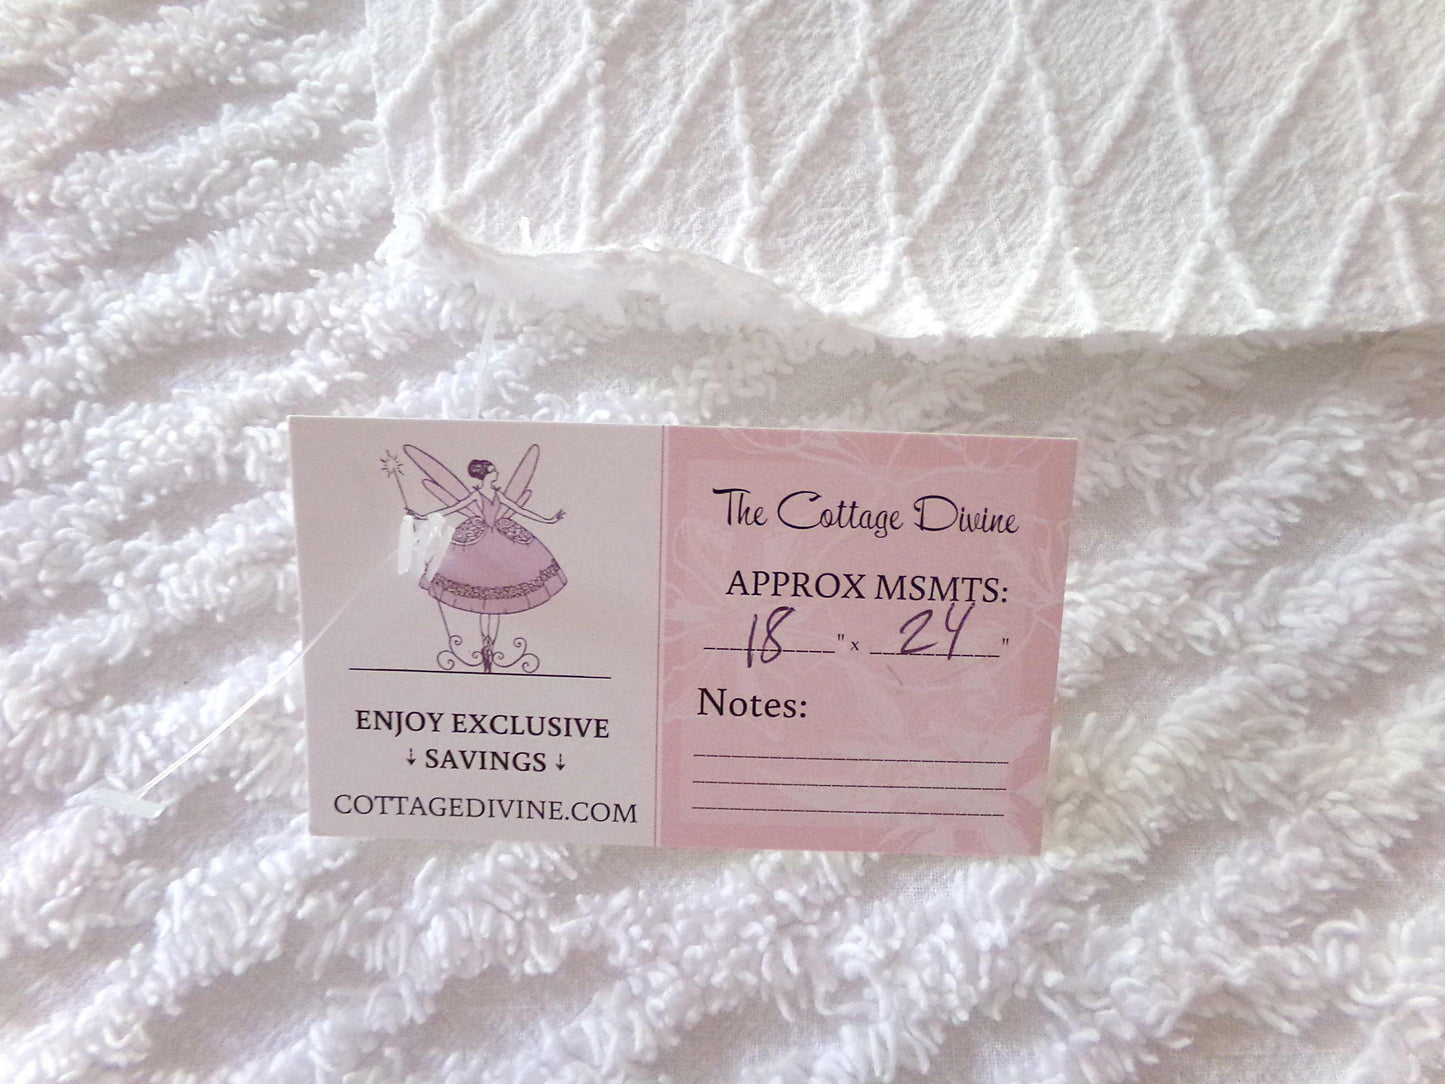 ENJOY EXCLUSIVE
↓ SAVINGS ↓
COTTAGEDIVINE.COM
The Cottage Divine
APPROX MSMTS:
18 " x 24 "
Notes: